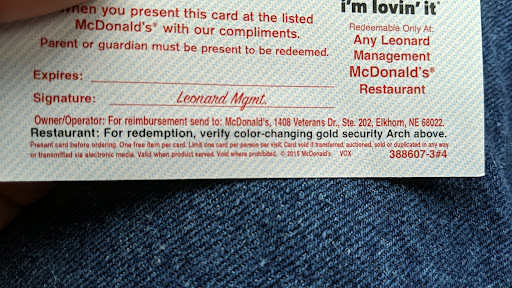 when you present this card at the listed
McDonald's® with our compliments.
Parent or guardian must be present to be redeemed.
i'm lovin' it®
Redeemable Only At:
Any Leonard
Management
McDonald's®
Restaurant
Expires:
Signature: Leonard Mgmt.
Owner/Operator: For reimbursement send to: McDonald's, 1408 Veterans Dr., Ste. 202, Elkhorn, NE 68022.
Restaurant: For redemption, verify color-changing gold security Arch above.
Present card before ordering. One free item per card. Limit one card per person per visit. Card void if transferred, auctioned, sold or duplicated in any way
or transmitted via electronic media. Valid when product served. Void where prohibited. © 2015 McDonald's VOX 388607-3#4